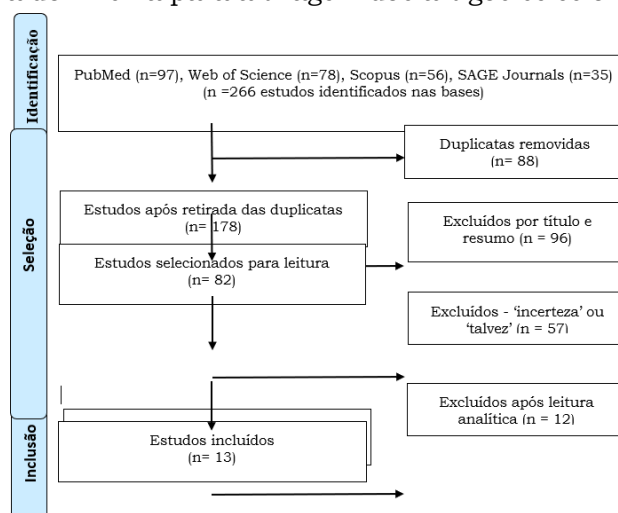 Identificação
PubMed (n=97), Web of Science (n=78), Scopus (n=56), SAGE Journals (n=35)
(n =266 estudos identificados nas bases)
Duplicatas removidas
(n= 88)
Seleção
Estudos após retirada das duplicatas
(n= 178)
Excluídos por título e
resumo (n = 96)
Estudos selecionados para leitura
(n= 82)
Excluídos - ‘incerteza’ ou
‘talvez’ (n = 57)
Excluídos após leitura
analítica (n = 12)
Inclusão
Estudos incluídos
(n= 13)